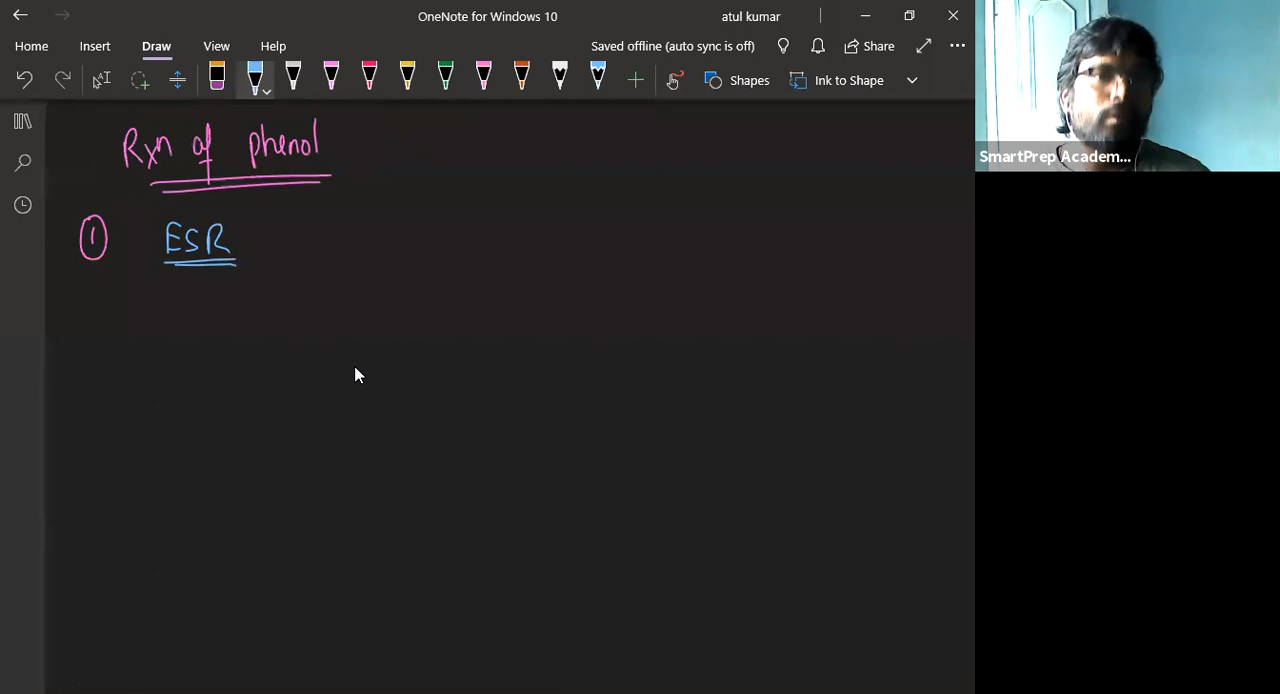 OneNote for Windows 10
atul kumar
Home Insert Draw View Help
Saved offline (auto sync is off)
Share
Shapes
Ink to Shape
SmartPrep Academ...
Rxn of phenol
1 ESR